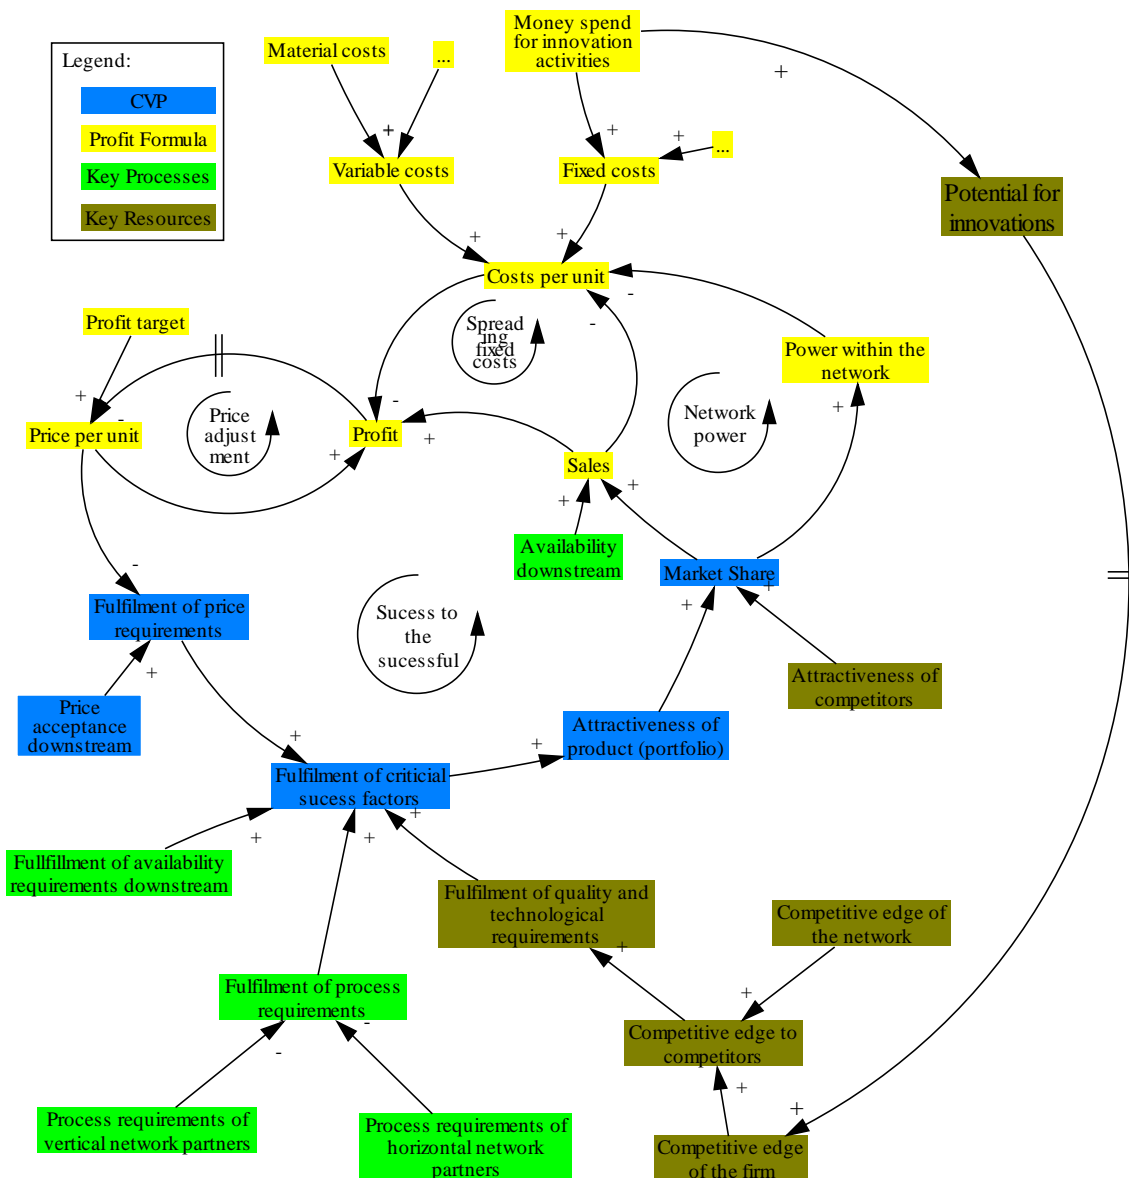 Legend:
CVP
Profit Formula
Key Processes
Key Resources
Material costs
...
Money spend
for innovation
activities
+
+
+
+
...
Variable costs
Fixed costs
Potential for
innovations
+
+
Costs per unit
-
-
Spread
ing
fixed
costs
Profit target
Power within the
network
+
-
Price
adjust
ment
-
Network
power
+
Price per unit
Profit
+
+
Sales
+
+
Availability
downstream
Market Share
+
+
=
-
Fulfilment of price
requirements
Sucess to
the
sucessful
+
Attractiveness of
competitors
Price
acceptance
downstream
Attractiveness of
product (portfolio)
+
+
Fulfilment of criticial
sucess factors
+
+
+
Fullfillment of availability
requirements downstream
Fulfilment of quality and
technological
requirements
Competitive edge of
the network
+
Fulfilment of process
requirements
+
-
-
Competitive edge to
competitors
+
+
Process requirements of
vertical network partners
Process requirements of
horizontal network
partners
Competitive edge
of the firm